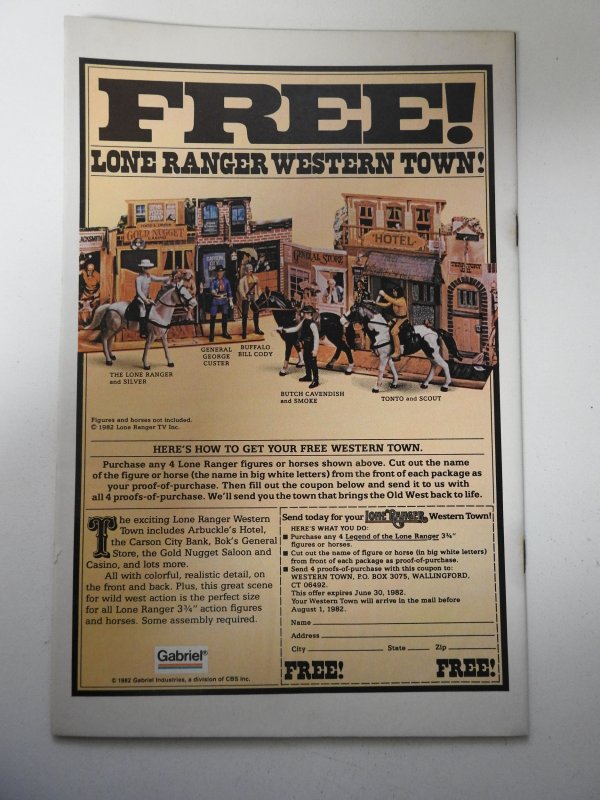 FREE!
LONE RANGER WESTERN TOWN!
GOLD NUGGET
GENERAL STORE
HOTEL
GENERAL
GEORGE
CUSTER
BUFFALO
BILL CODY
THE LONE RANGER
and SILVER
BUTCH CAVENDISH
and SMOKE
TONTO and SCOUT
Figures and horses not included.
© 1982 Lone Ranger TV Inc.
HERE'S HOW TO GET YOUR FREE WESTERN TOWN.
Purchase any 4 Lone Ranger figures or horses shown above. Cut out the name
of the figure or horse (the name in big white letters) from the front of each package as
your proof-of-purchase. Then fill out the coupon below and send it to us with
all 4 proofs-of-purchase. We'll send you the town that brings the Old West back to life.
The exciting Lone Ranger Western
Town includes Arbuckle's Hotel,
the Carson City Bank, Bok's General
Store, the Gold Nugget Saloon and
Casino, and lots more.
All with colorful, realistic detail, on
the front and back. Plus, this great scene
for wild west action is the perfect size
for all Lone Ranger 3¾" action figures
and horses. Some assembly required.
Gabriel®
© 1982 Gabriel Industries, a division of CBS Inc.
Send today for your LONE RANGER Western Town!
HERE'S WHAT YOU DO:
■ Purchase any 4 Legend of the Lone Ranger 3¾"
figures or horses.
■ Cut out the name of figure or horse (in big white letters)
from front of each package as proof-of-purchase.
■ Send 4 proofs-of-purchase with this coupon to:
WESTERN TOWN, P.O. BOX 3075, WALLINGFORD,
CT 06492.
This offer expires June 30, 1982.
Your Western Town will arrive in the mail before
August 1, 1982.
Name
Address
City State Zip
FREE! FREE!